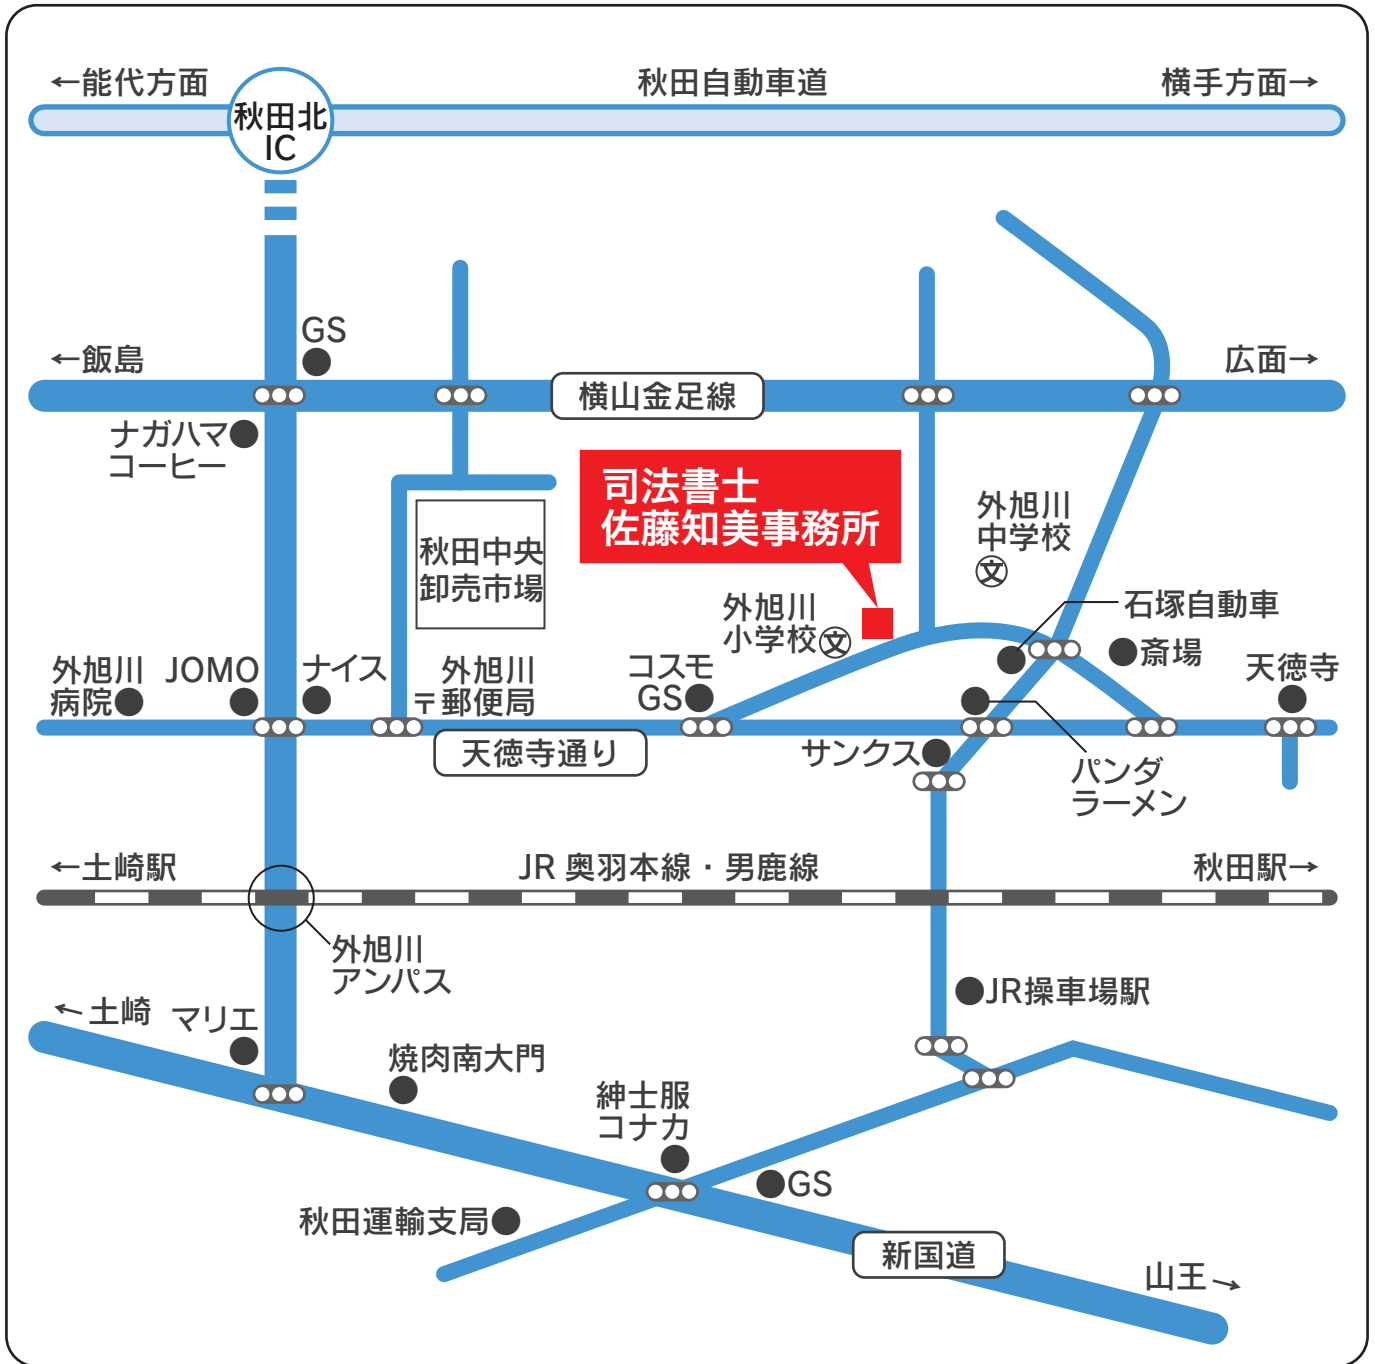 ←能代方面
秋田自動車道
横手方面→
秋田北
IC
GS
←飯島
広面→
横山金足線
ナガハマ
コーヒー
司法書士
佐藤知美事務所
外旭川
中学校
文
秋田中央
卸売市場
外旭川
小学校
文
石塚自動車
斎場
外旭川
病院
JOMO
ナイス
外旭川
〒郵便局
コスモ
GS
天徳寺
天徳寺通り
サンクス
パンダ
ラーメン
←土崎駅
JR 奥羽本線・男鹿線
秋田駅→
外旭川
アンパス
JR操車場駅
←土崎
マリエ
焼肉南大門
紳士服
コナカ
GS
秋田運輸支局
新国道
山王→